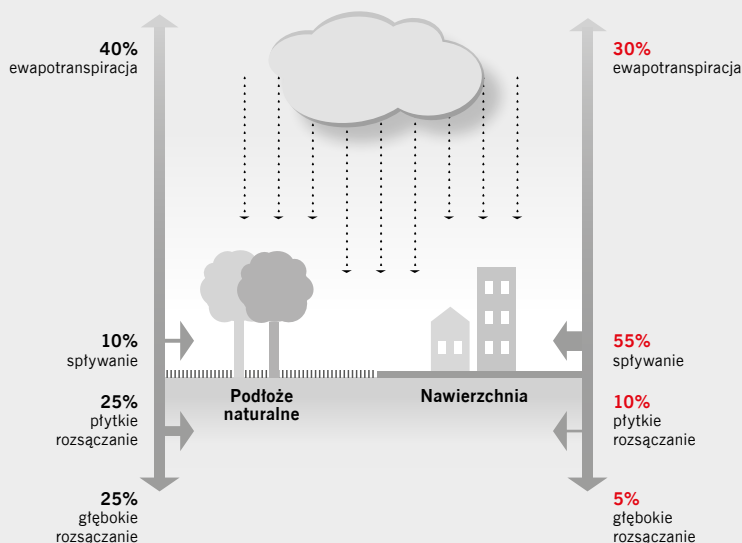 40%
ewapotranspiracja
30%
ewapotranspiracja
10%
spływanie
55%
spływanie
25%
płytkie
rozsączanie
Podłoże
naturalne
Nawierzchnia
10%
płytkie
rozsączanie
25%
głębokie
rozsączanie
5%
głębokie
rozsączanie